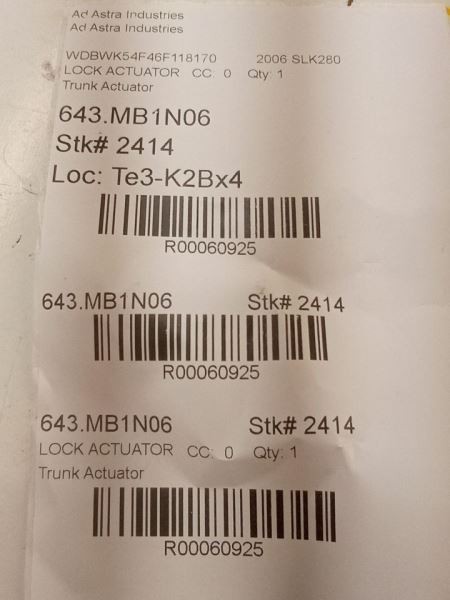 Ad Astra Industries
Ad Astra Industries
WDBWK54F46F118170 2006 SLK280
LOCK ACTUATOR CC: 0 Qty: 1
Trunk Actuator
643.MB1N06
Stk# 2414
Loc: Te3-K2Bx4
R00060925
643.MB1N06 Stk# 2414
R00060925
643.MB1N06 Stk# 2414
LOCK ACTUATOR CC: 0 Qty: 1
Trunk Actuator
R00060925